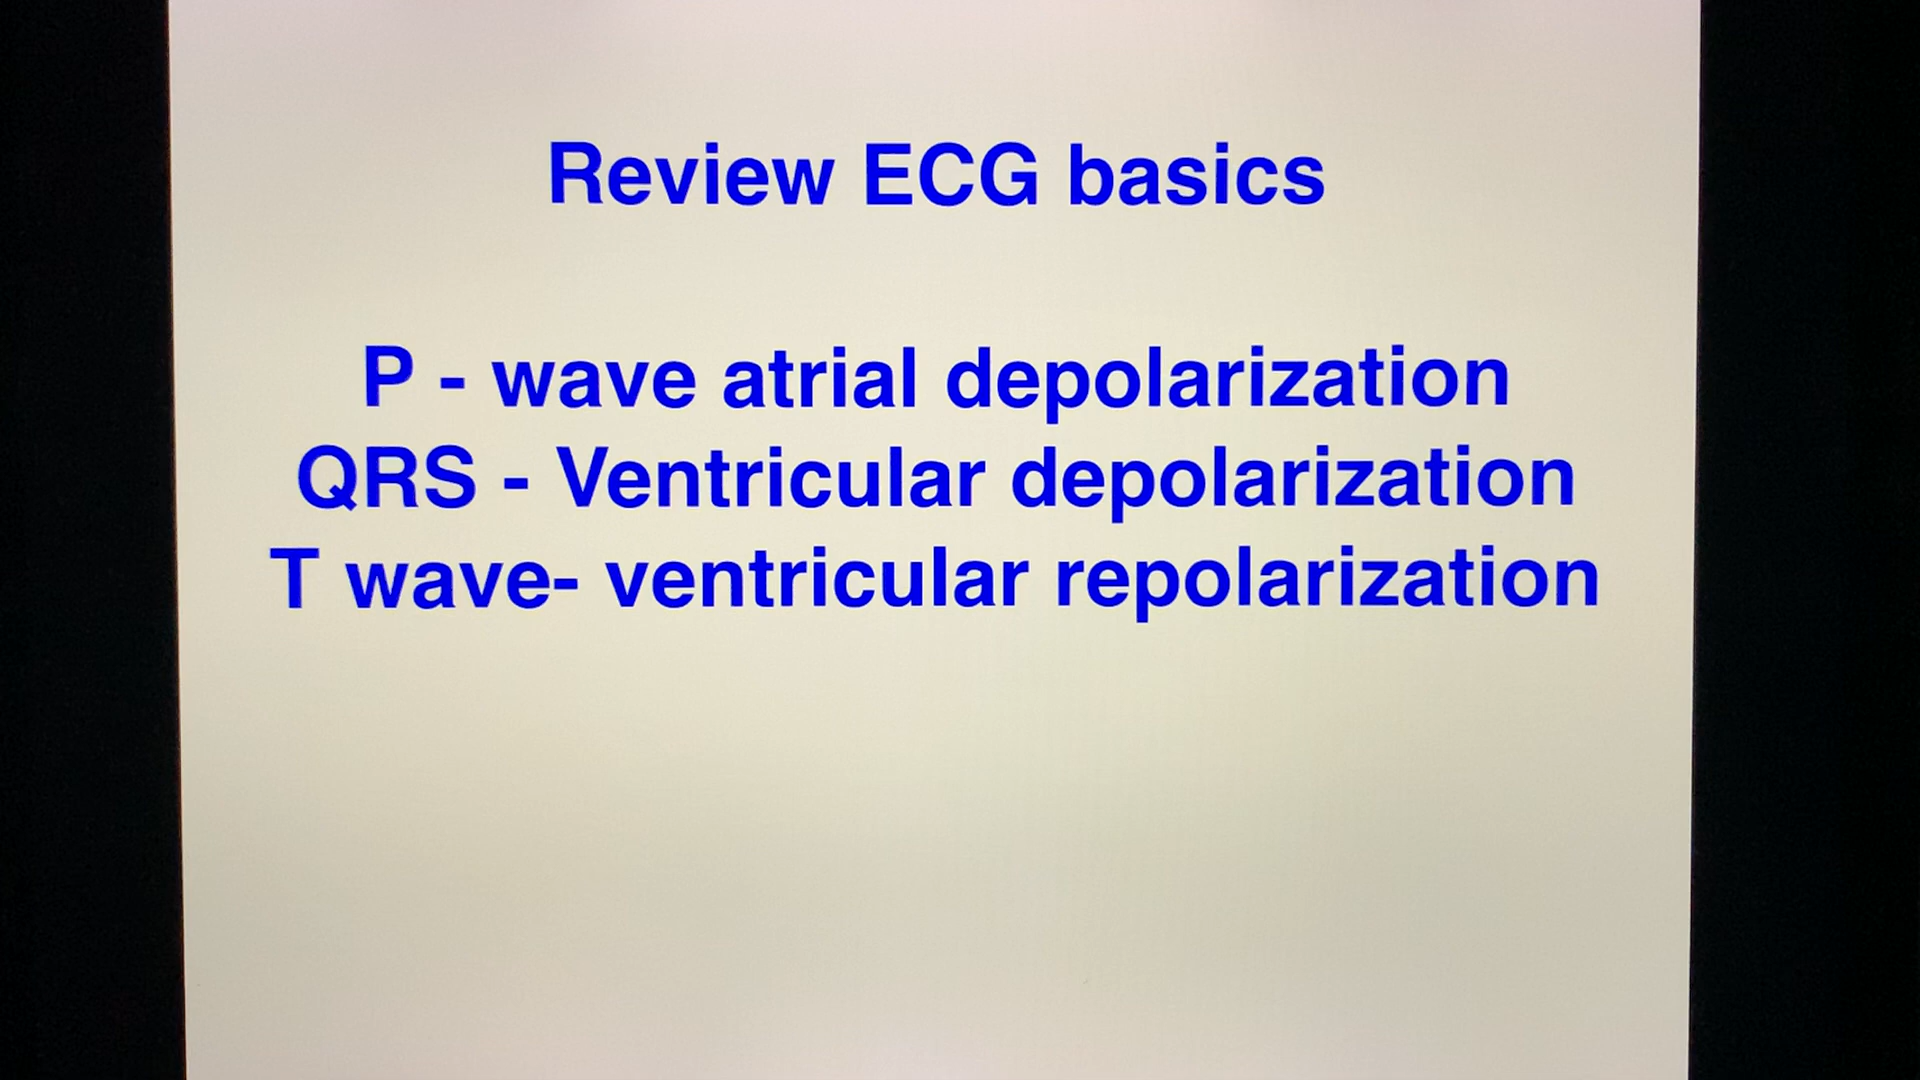 Review ECG basics
P - wave atrial depolarization
QRS - Ventricular depolarization
T wave- ventricular repolarization